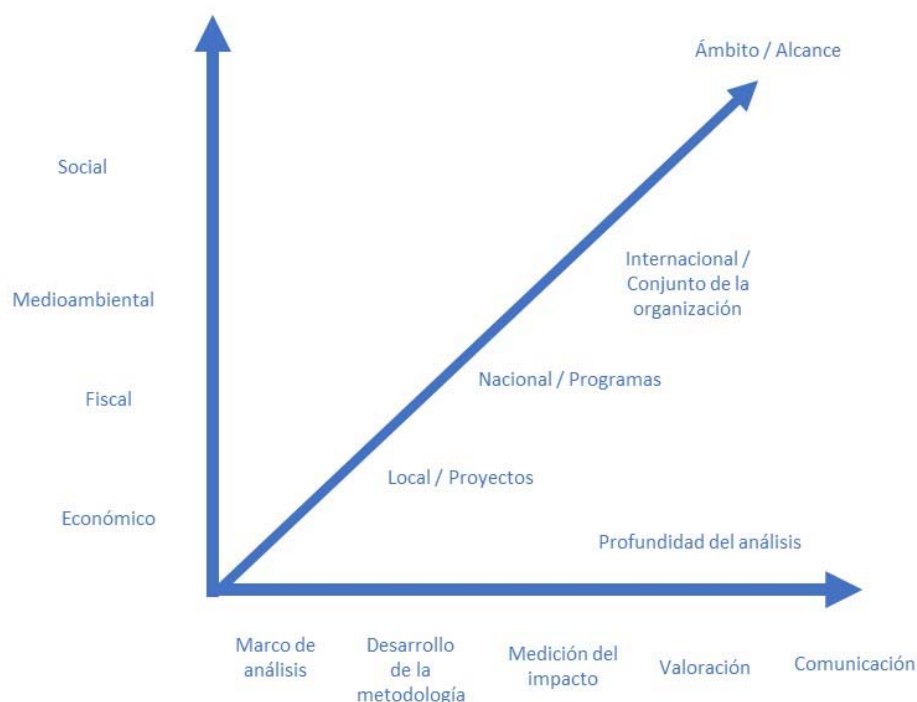 Ámbito / Alcance
Social
Internacional /
Conjunto de la
organización
Medioambiental
Nacional / Programas
Fiscal
Local / Proyectos
Económico
Profundidad del análisis
Marco de
análisis
Desarrollo
de la
metodología
Medición del
impacto
Valoración
Comunicación